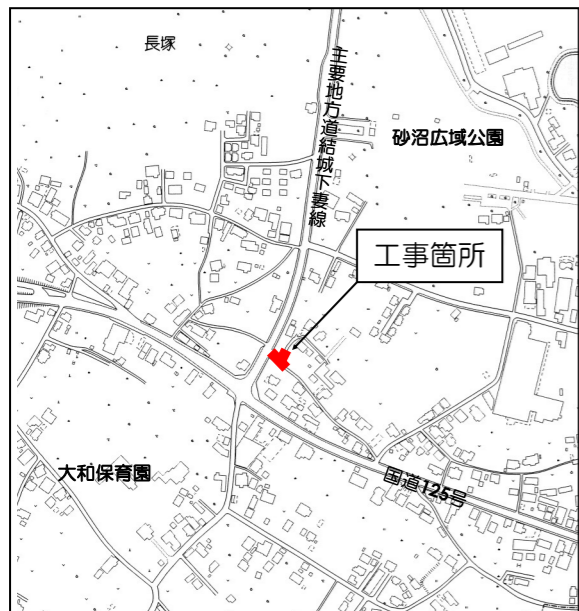 長塚
主要地方道結城下妻線
砂沼広域公園
工事箇所
大和保育園
国道125号